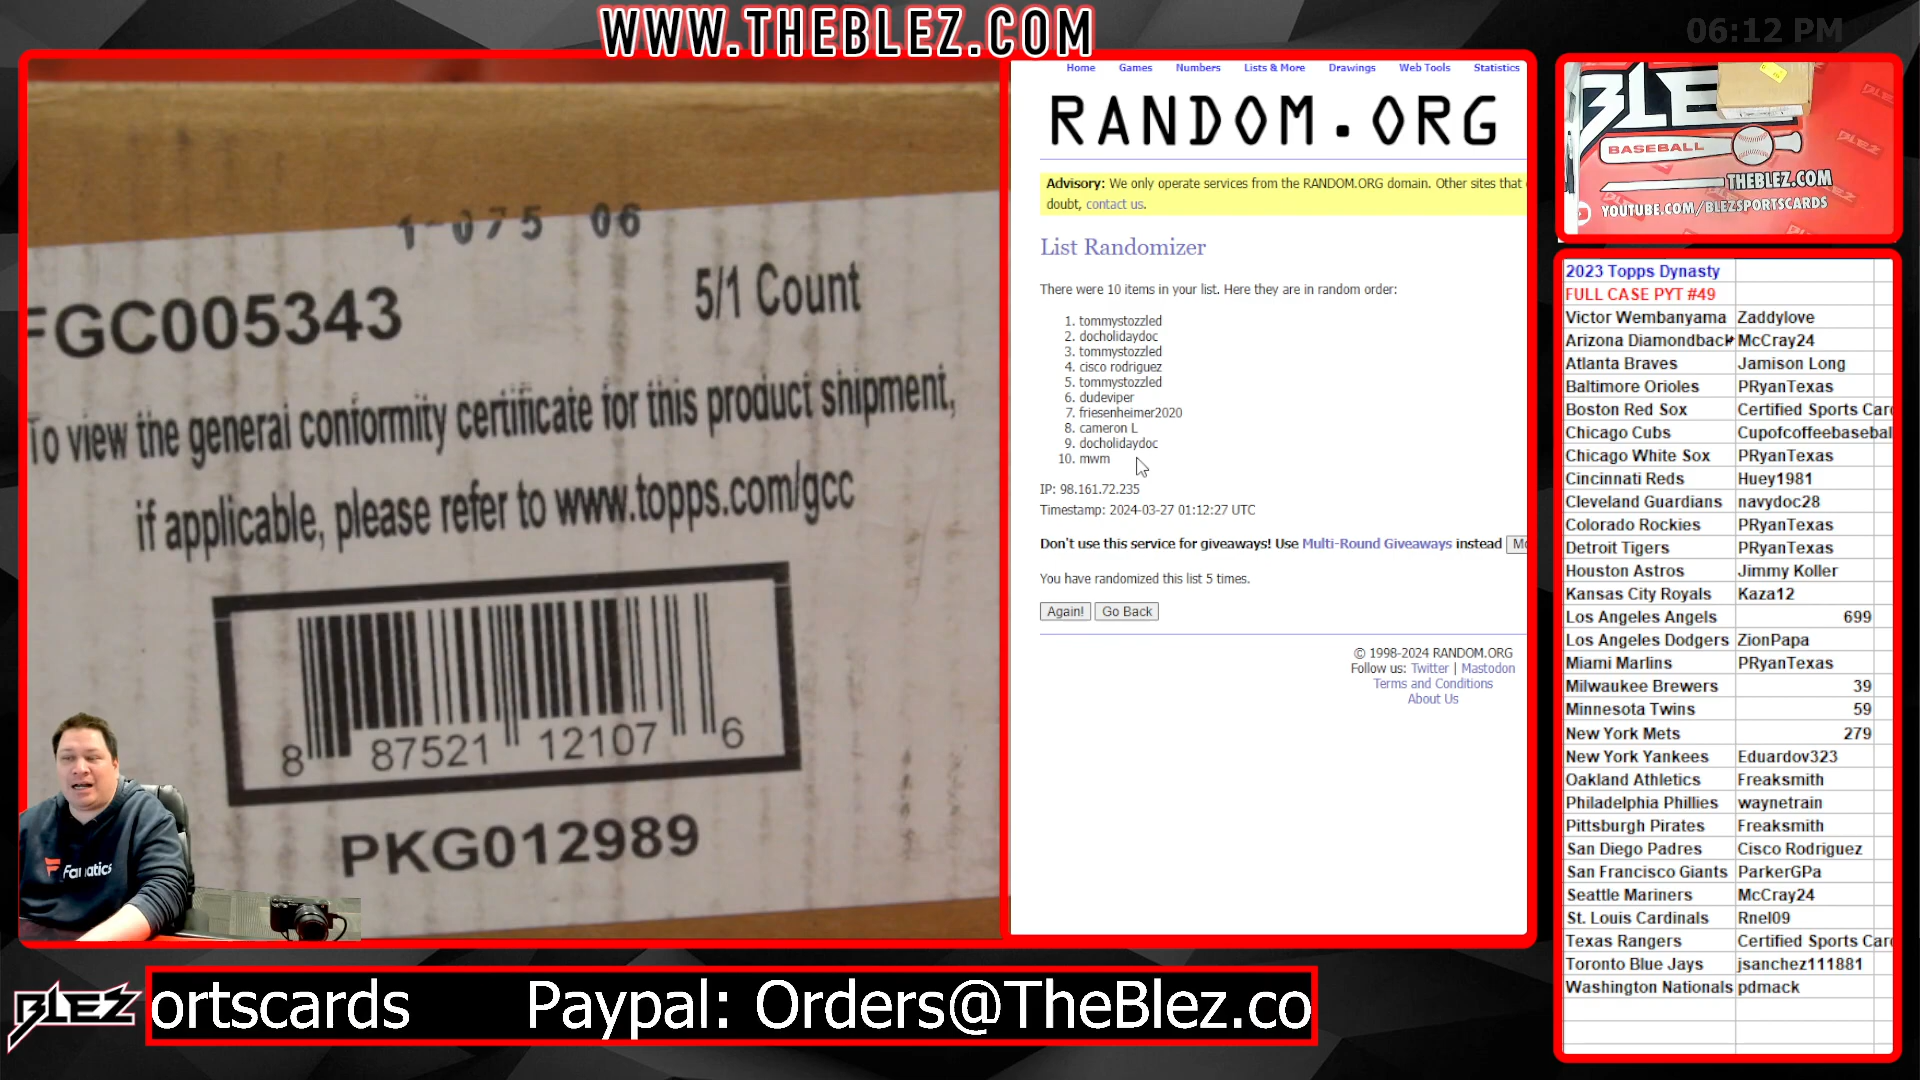 WWW.THEBLEZ.COM
06:12 PM
1 075 06
FGC005343
5/1 Count
To view the general conformity certificate for this product shipment,
if applicable, please refer to www.topps.com/gcc
8 87521 12107 6
PKG012989
Fanatics
Home Games Numbers Lists & More Drawings Web Tools Statistics
RANDOM.ORG
Advisory: We only operate services from the RANDOM.ORG domain. Other sites that
doubt, contact us.
List Randomizer
There were 10 items in your list. Here they are in random order:
1. tommystozzled
2. docholidaydoc
3. tommystozzled
4. cisco rodriguez
5. tommystozzled
6. dudeviper
7. friesenheimer2020
8. cameron L
9. docholidaydoc
10. mwm
IP: 98.161.72.235
Timestamp: 2024-03-27 01:12:27 UTC
Don't use this service for giveaways! Use Multi-Round Giveaways instead
You have randomized this list 5 times.
Again! Go Back
© 1998-2024 RANDOM.ORG
Follow us: Twitter | Mastodon
Terms and Conditions
About Us
BLE
BASEBALL
THEBLEZ.COM
YOUTUBE.COM/BLEZSPORTSCARDS
2023 Topps Dynasty
FULL CASE PYT #49
Victor Wembanyama Zaddylove
Arizona Diamondback McCray24
Atlanta Braves Jamison Long
Baltimore Orioles PRyanTexas
Boston Red Sox Certified Sports Car
Chicago Cubs Cupofcoffeebasebal
Chicago White Sox PRyanTexas
Cincinnati Reds Huey1981
Cleveland Guardians navydoc28
Colorado Rockies PRyanTexas
Detroit Tigers PRyanTexas
Houston Astros Jimmy Koller
Kansas City Royals Kaza12
Los Angeles Angels 699
Los Angeles Dodgers ZionPapa
Miami Marlins PRyanTexas
Milwaukee Brewers 39
Minnesota Twins 59
New York Mets 279
New York Yankees Eduardov323
Oakland Athletics Freaksmith
Philadelphia Phillies waynetrain
Pittsburgh Pirates Freaksmith
San Diego Padres Cisco Rodriguez
San Francisco Giants ParkerGPa
Seattle Mariners McCray24
St. Louis Cardinals Rnel09
Texas Rangers Certified Sports Car
Toronto Blue Jays jsanchez111881
Washington Nationals pdmack
BLEZ
ortscards Paypal: Orders@TheBlez.co